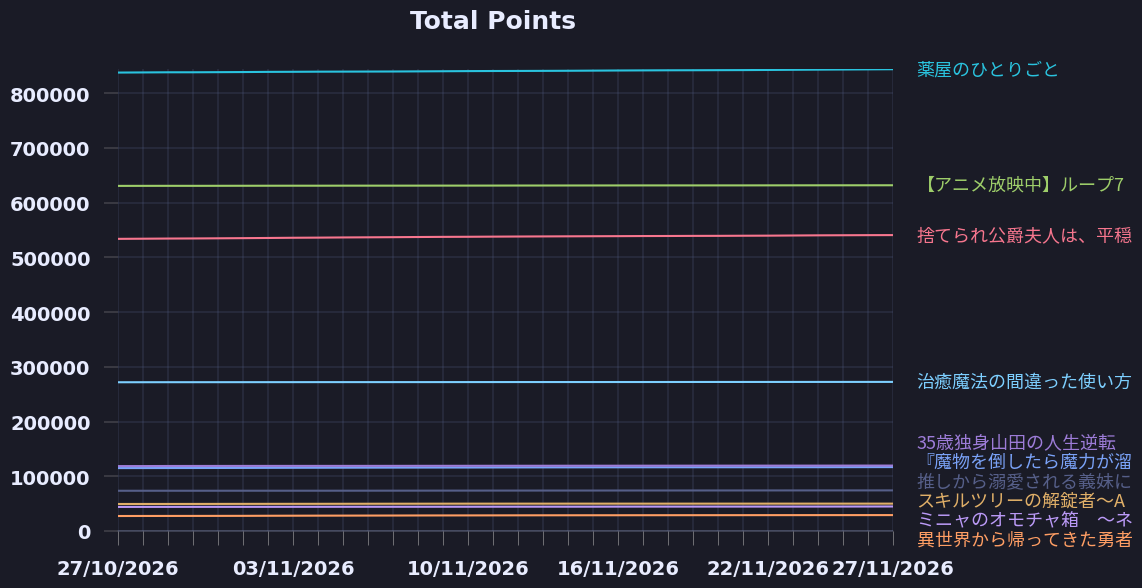 Total Points
800000
700000
600000
500000
400000
300000
200000
100000
0
27/10/2026
03/11/2026
10/11/2026
16/11/2026
22/11/2026
27/11/2026
薬屋のひとりごと
【アニメ放映中】ループ7
捨てられ公爵夫人は、平穏
治癒魔法の間違った使い方
35歳独身山田の人生逆転
『魔物を倒したら魔力が溜
推しから溺愛される義妹に
スキルツリーの解錠者～A
ミニャのオモチャ箱　～ネ
異世界から帰ってきた勇者